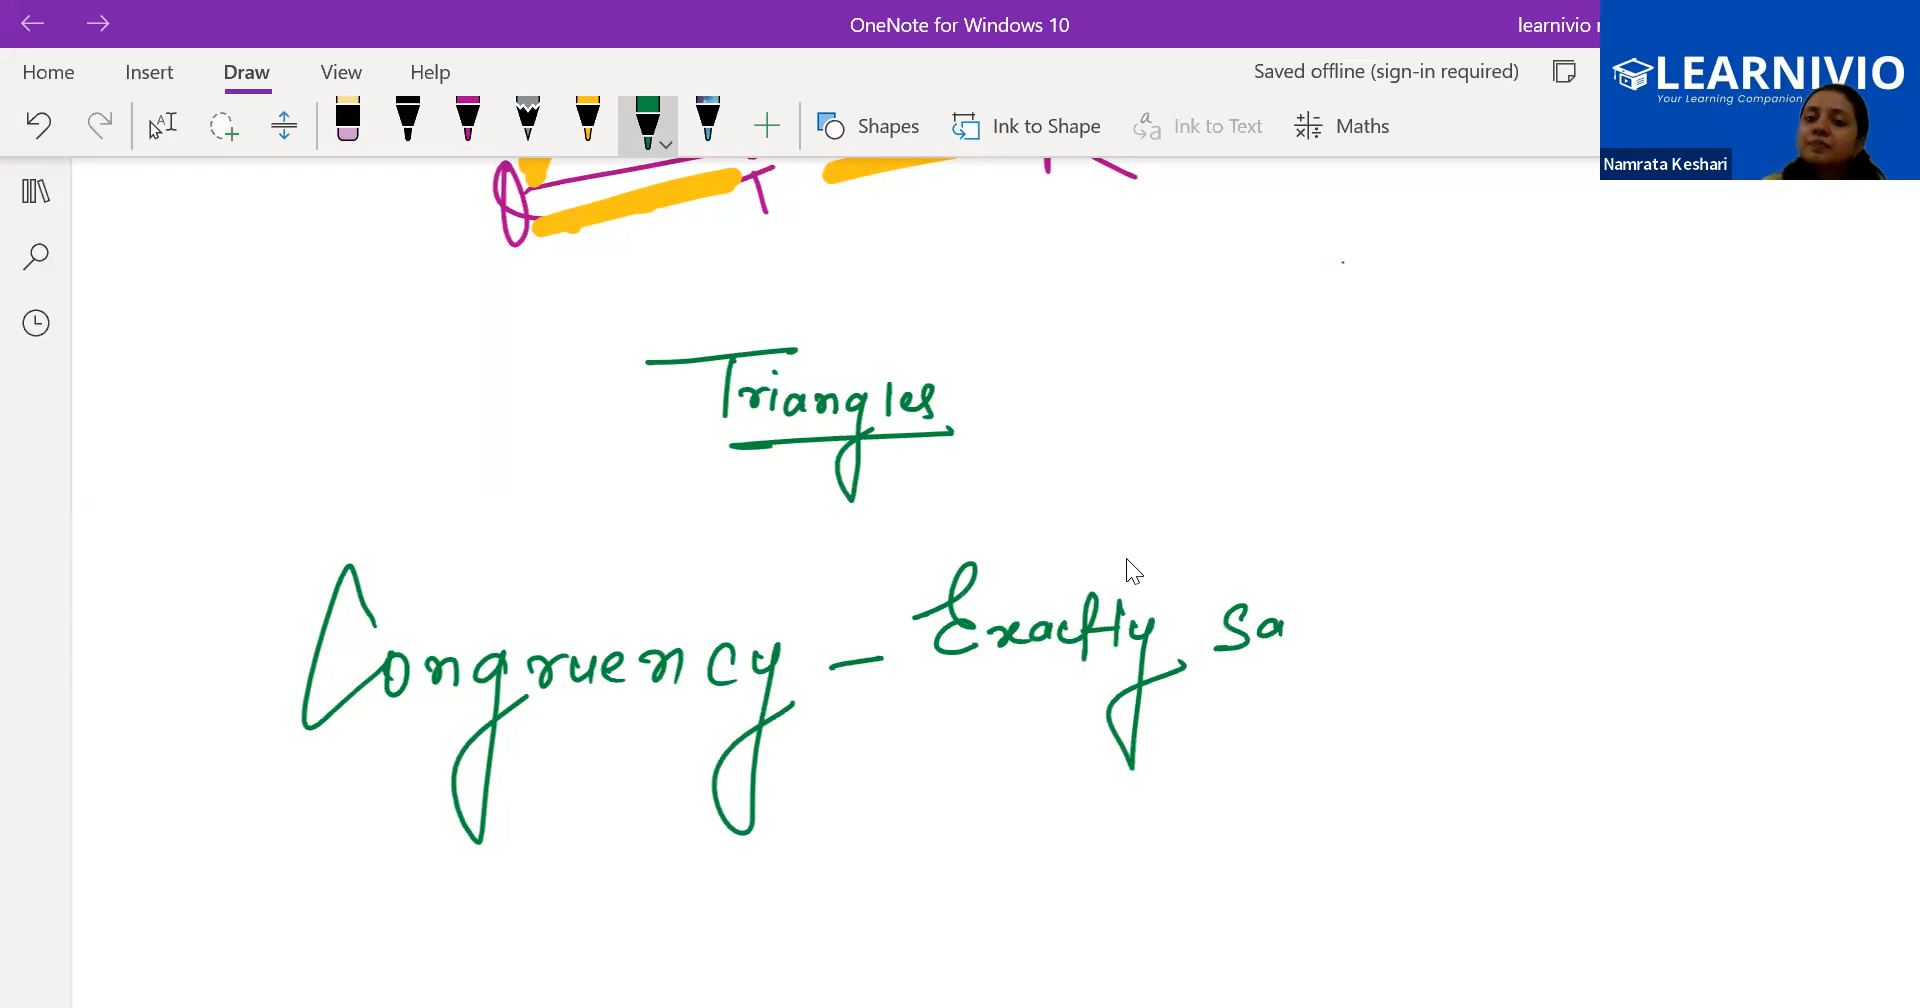 OneNote for Windows 10
learnivio
Home Insert Draw View Help
Saved offline (sign-in required)
LEARNIVIO
Your Learning Companion
Shapes Ink to Shape Ink to Text Maths
Namrata Keshari
Triangles
Congruency - Exactly sa